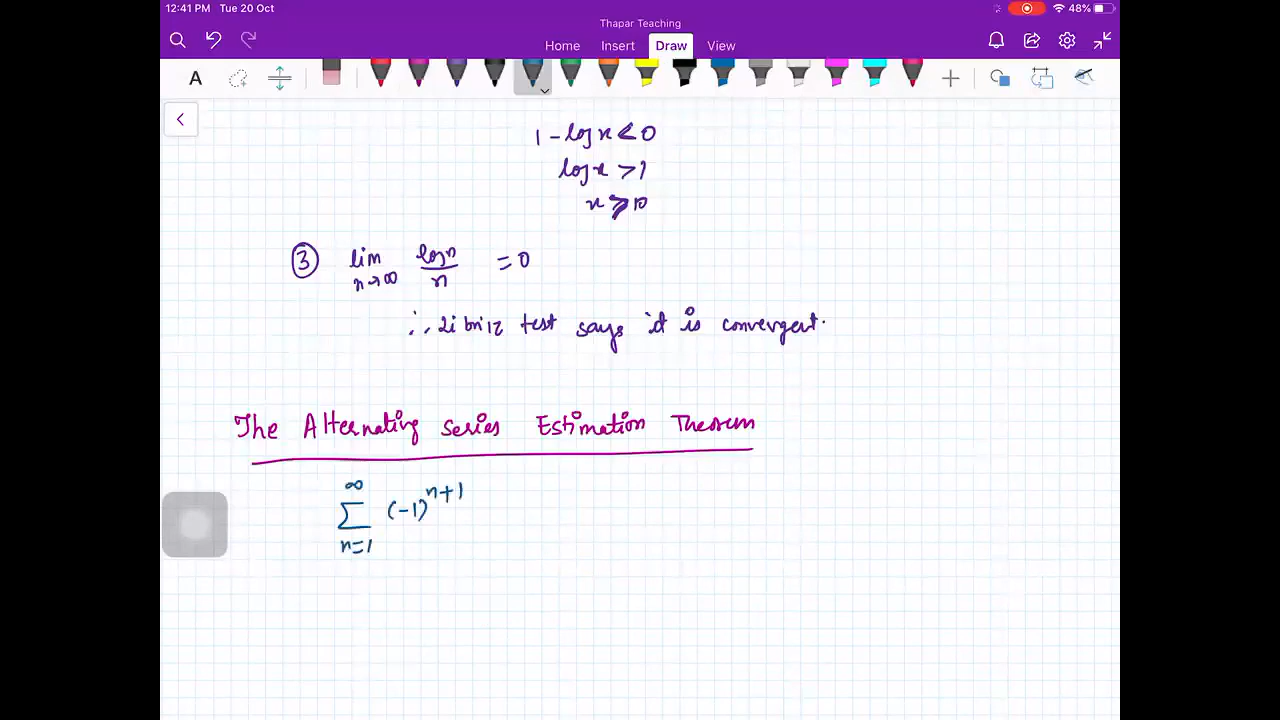 12:41 PM Tue 20 Oct
48%
Thapar Teaching
Home Insert Draw View
A
1 - log x < 0
log x > 1
x ⩾ 10
③ lim n→∞ log n / n = 0
∴ Libniz test says it is convergent.
The Alternating series Estimation Theorem
∞
∑ (-1)^{n+1}
n=1